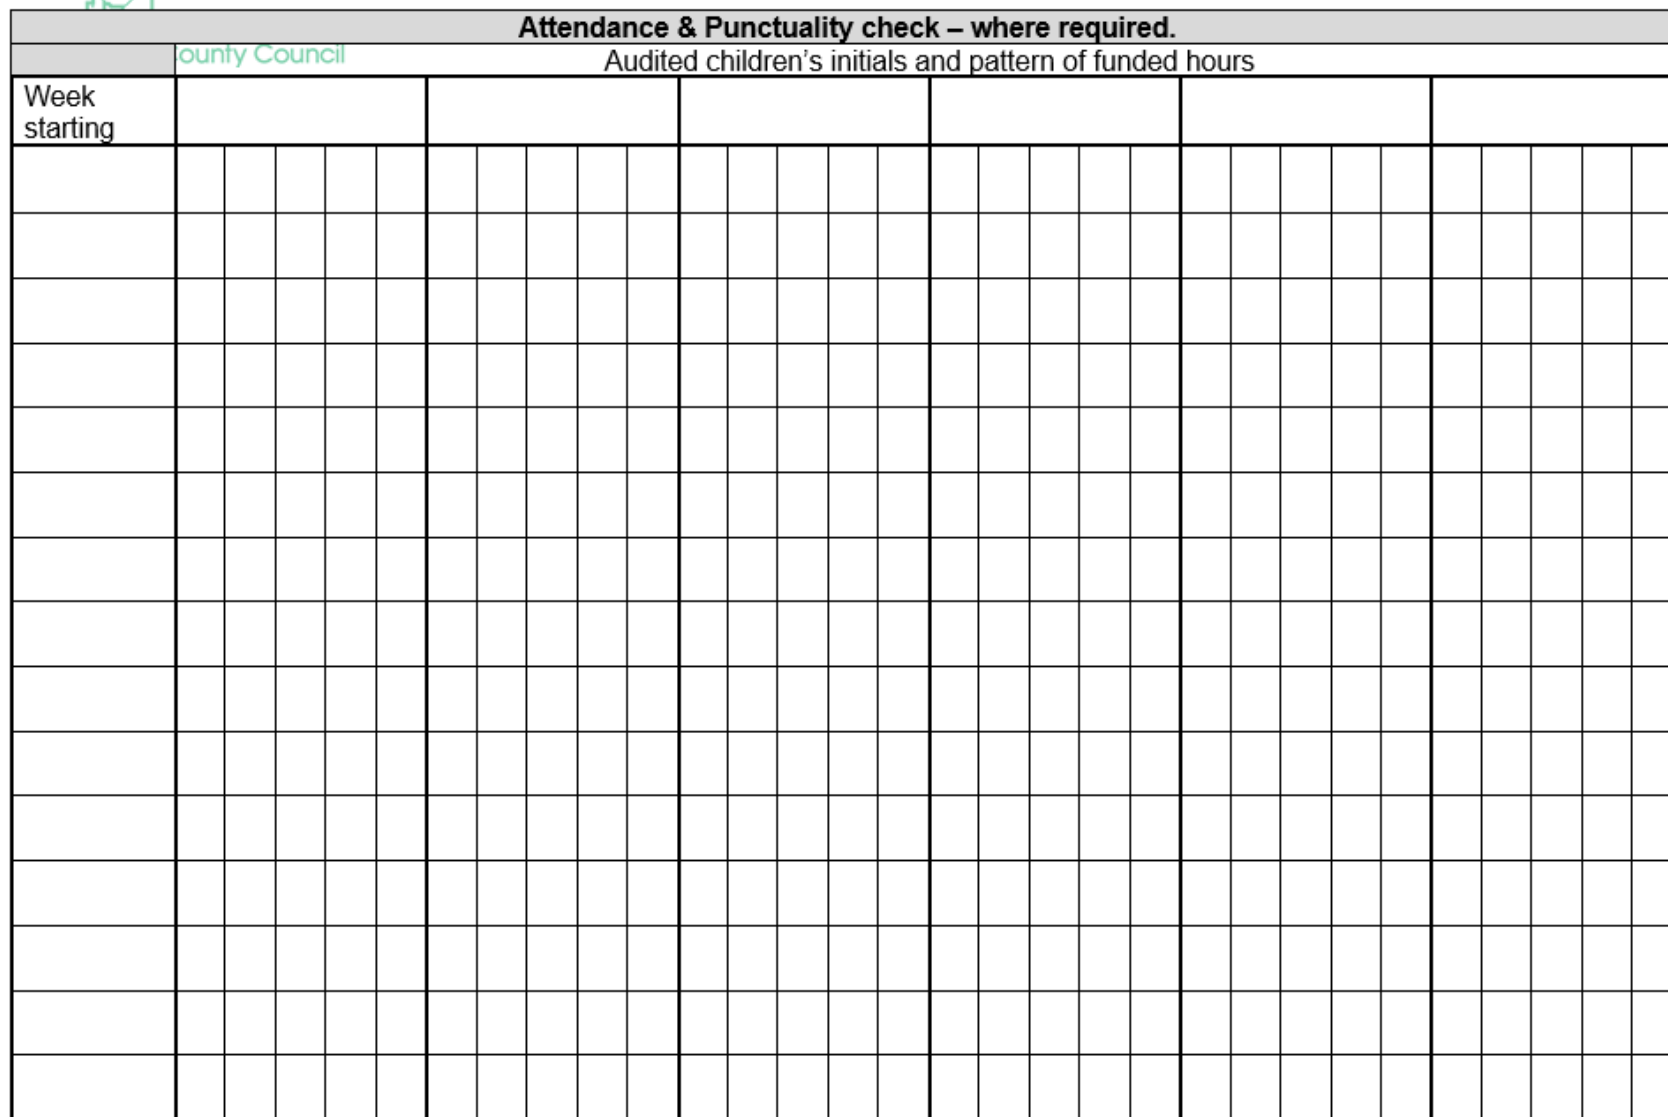 Attendance & Punctuality check – where required.
ounty Council
Audited children's initials and pattern of funded hours
Week
starting